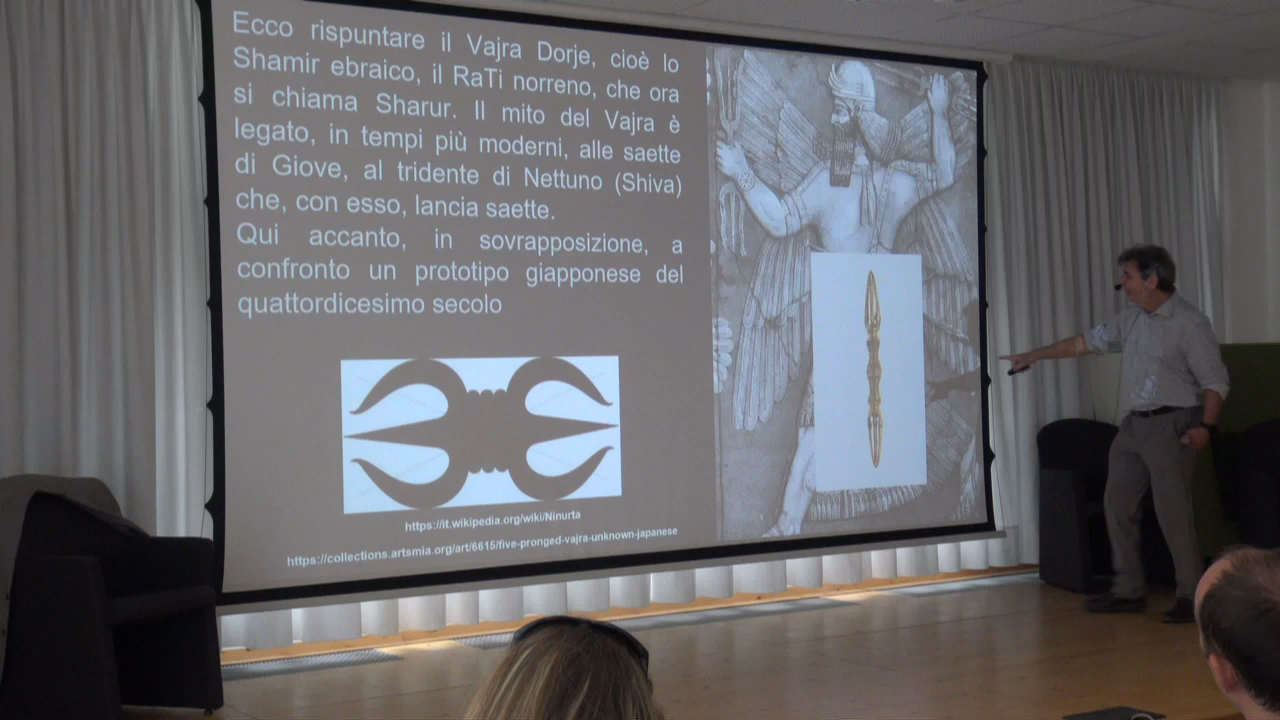 Ecco rispuntare il Vajra Dorje, cioè lo
Shamir ebraico, il RaTi norreno, che ora
si chiama Sharur. Il mito del Vajra è
legato, in tempi più moderni, alle saette
di Giove, al tridente di Nettuno (Shiva)
che, con esso, lancia saette.
Qui accanto, in sovrapposizione, a
confronto un prototipo giapponese del
quattordicesimo secolo
https://it.wikipedia.org/wiki/Ninurta
https://collections.artsmia.org/art/6615/five-pronged-vajra-unknown-japanese